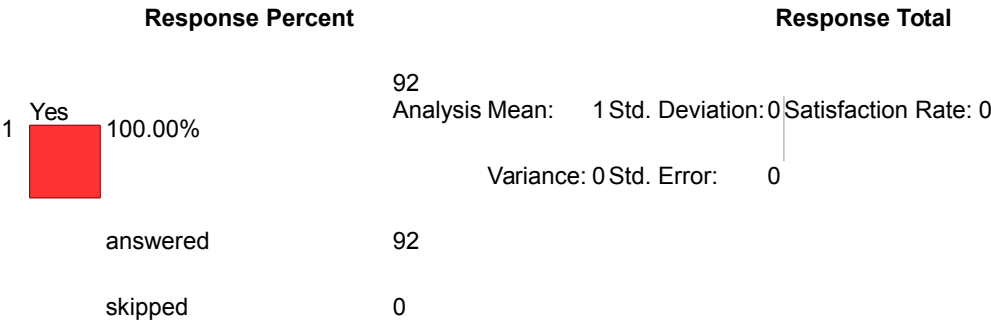 Response Percent Response Total
92
Yes
Analysis Mean: 1 Std. Deviation: 0 Satisfaction Rate: 0
1 100.00%
Variance: 0 Std. Error: 0
answered 92
skipped 0